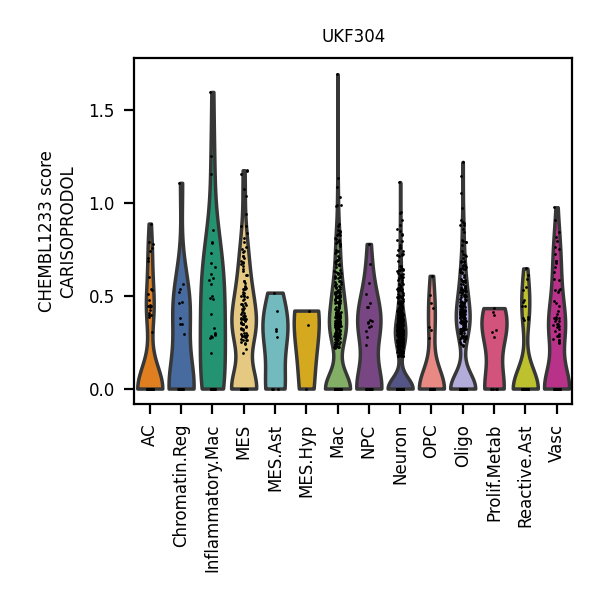 UKF304
CHEMBL1233 score
CARISOPRODOL
1.5
1.0
0.5
0.0
AC
Chromatin.Reg
Inflammatory.Mac
MES
MES.Ast
MES.Hyp
Mac
NPC
Neuron
OPC
Oligo
Prolif.Metab
Reactive.Ast
Vasc